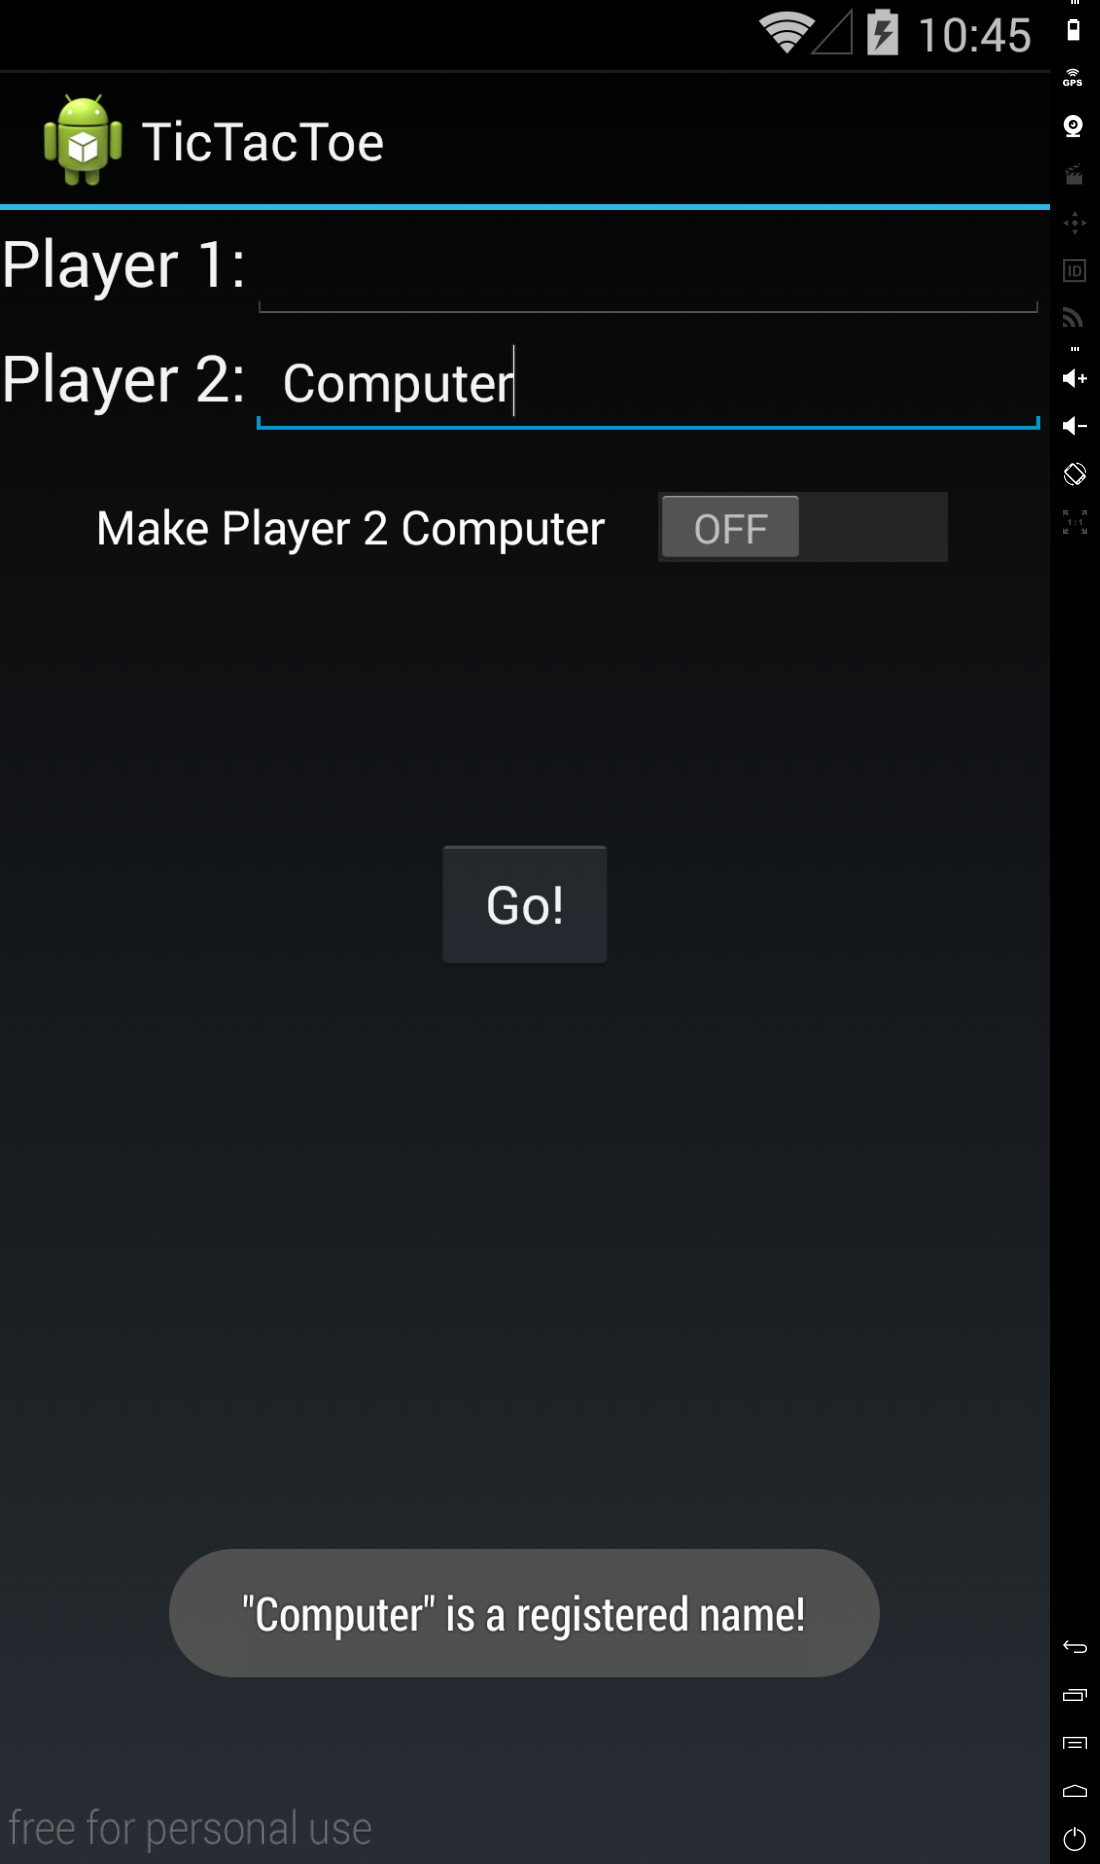 10:45
GPS
TicTacToe
Player 1:
ID
Player 2: Computer
Make Player 2 Computer OFF
1:1
Go!
"Computer" is a registered name!
free for personal use